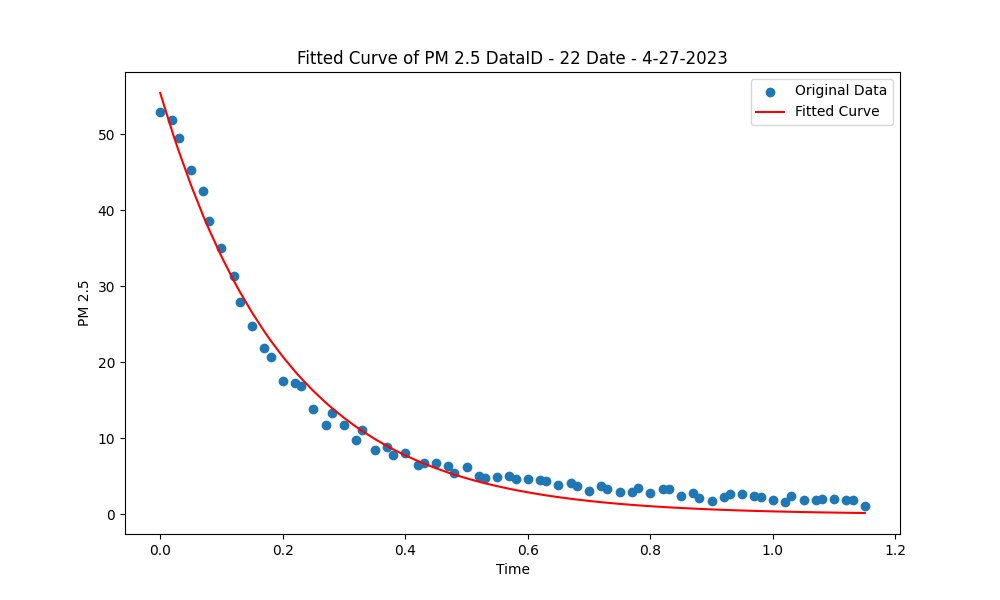 Fitted Curve of PM 2.5 DataID - 22 Date - 4-27-2023
Original Data
Fitted Curve
PM 2.5
50
40
30
20
10
0
0.0 0.2 0.4 0.6 0.8 1.0 1.2
Time